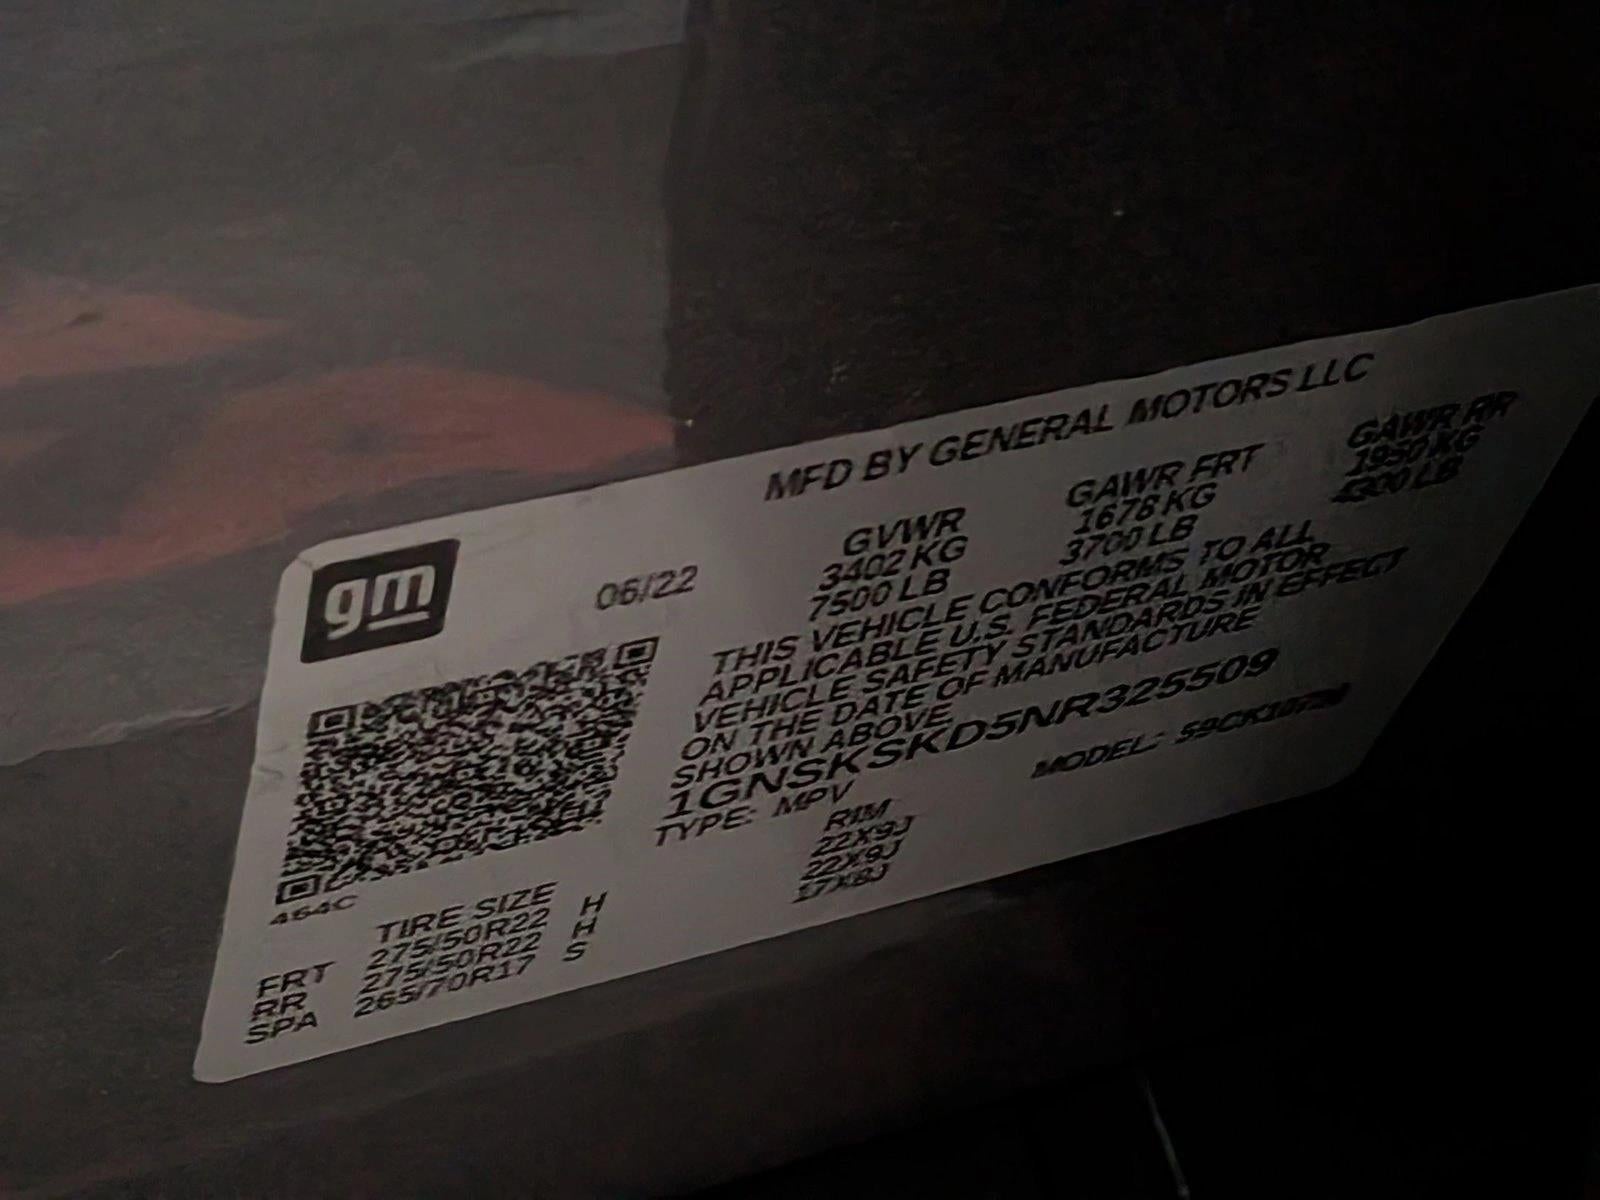 MFD BY GENERAL MOTORS LLC
gm
06/22
GVWR GAWR FRT GAWR RR
3402 KG 1678 KG 1950 KG
7500 LB 3700 LB 4300 LB
THIS VEHICLE CONFORMS TO ALL
APPLICABLE U.S. FEDERAL MOTOR
VEHICLE SAFETY STANDARDS IN EFFECT
ON THE DATE OF MANUFACTURE
SHOWN ABOVE
1GNSKSKD5NR325509
TYPE: MPV MODEL:
464C
TIRE SIZE RIM
FRT 275/50R22 H 22X9J
RR 275/50R22 H 22X9J
SPA 265/70R17 S 17X8J